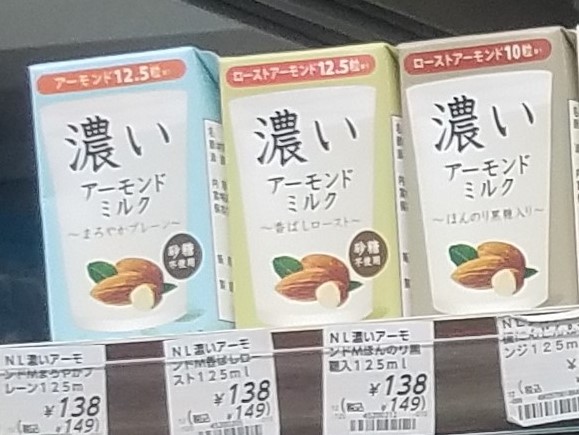 アーモンド12.5粒
濃い
アーモンド
ミルク
～まろやかプレーン～
砂糖
不使用
ローストアーモンド12.5粒
濃い
アーモンド
ミルク
～香ばしロースト～
砂糖
不使用
ローストアーモンド10粒
濃い
アーモンド
ミルク
～ほんのり黒糖入り～
NL濃いアーモ
ンドMまろやかプ
レーン125m
¥138
(税込 ¥149)
NL濃いアーモ
ンドM香ばしロー
スト125ml
¥138
(税込 ¥149)
NL濃いアーモ
ンドMほんのり黒
糖入125ml
¥138
(税込 ¥149)
ンジ125m
(税込